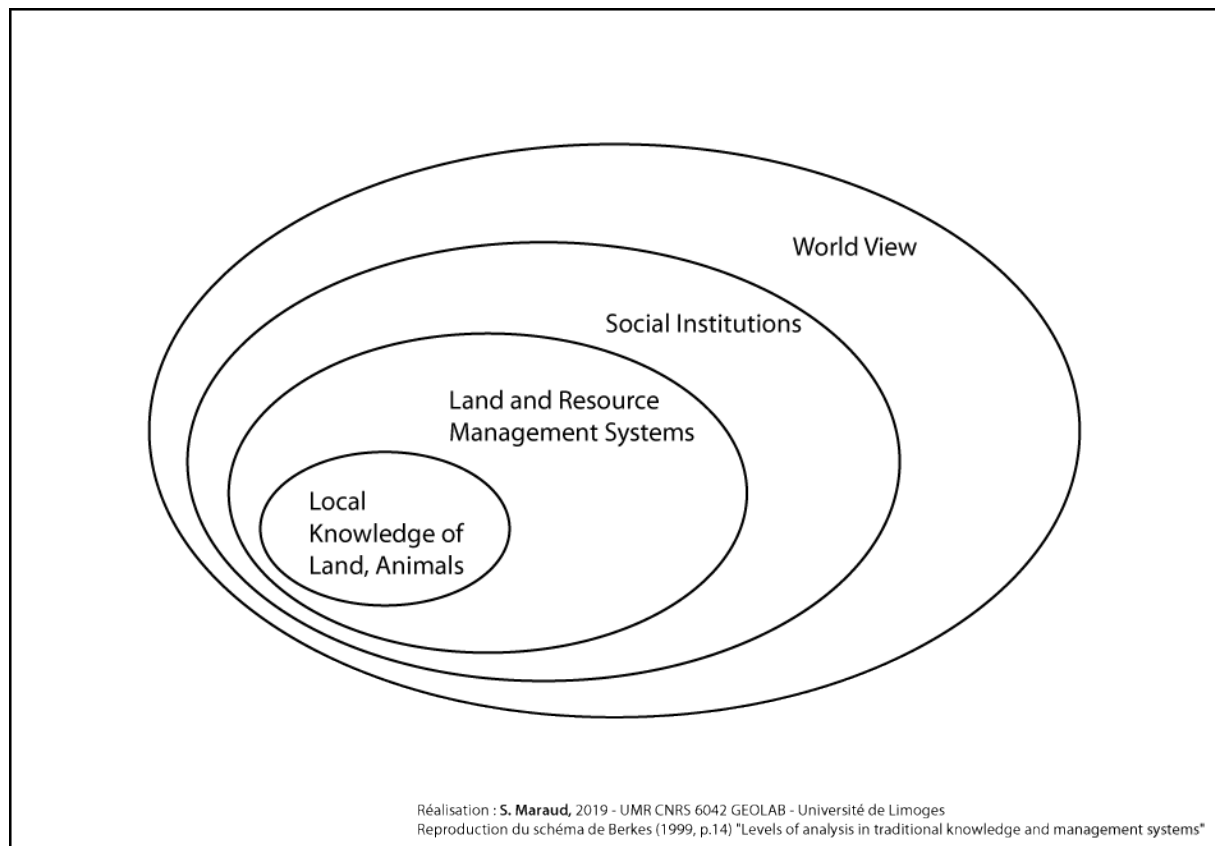 World View
Social Institutions
Land and Resource
Management Systems
Local
Knowledge of
Land, Animals
Réalisation : S. Maraud, 2019 - UMR CNRS 6042 GEOLAB - Université de Limoges
Reproduction du schéma de Berkes (1999, p.14) "Levels of analysis in traditional knowledge and management systems"